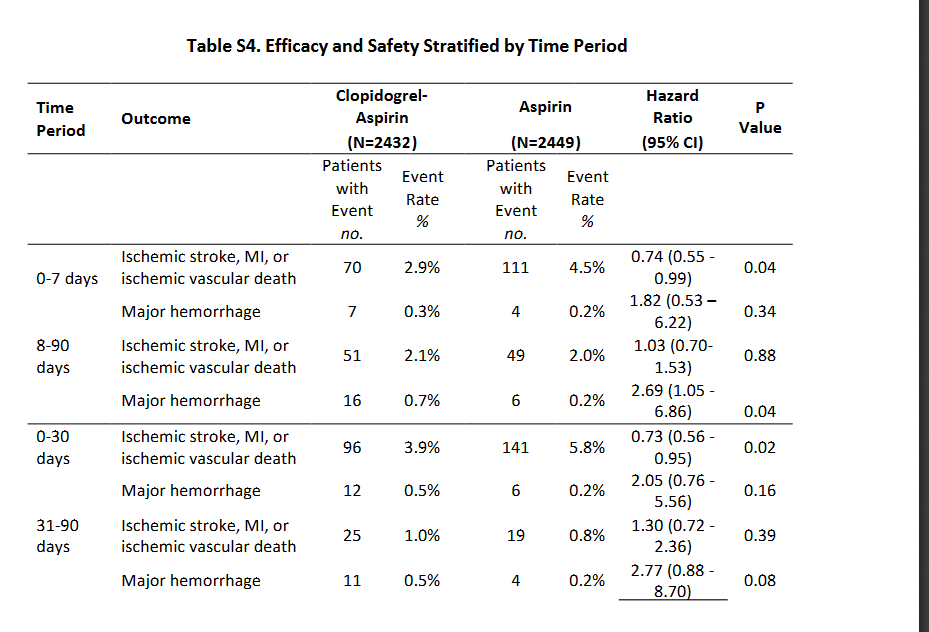 Table S4. Efficacy and Safety Stratified by Time Period
Time Period | Outcome | Clopidogrel-Aspirin (N=2432) | Aspirin (N=2449) | Hazard Ratio (95% CI) | P Value
Patients with Event no. | Event Rate % | Patients with Event no. | Event Rate %
0-7 days | Ischemic stroke, MI, or ischemic vascular death | 70 | 2.9% | 111 | 4.5% | 0.74 (0.55 - 0.99) | 0.04
Major hemorrhage | 7 | 0.3% | 4 | 0.2% | 1.82 (0.53 – 6.22) | 0.34
8-90 days | Ischemic stroke, MI, or ischemic vascular death | 51 | 2.1% | 49 | 2.0% | 1.03 (0.70- 1.53) | 0.88
Major hemorrhage | 16 | 0.7% | 6 | 0.2% | 2.69 (1.05 - 6.86) | 0.04
0-30 days | Ischemic stroke, MI, or ischemic vascular death | 96 | 3.9% | 141 | 5.8% | 0.73 (0.56 - 0.95) | 0.02
Major hemorrhage | 12 | 0.5% | 6 | 0.2% | 2.05 (0.76 - 5.56) | 0.16
31-90 days | Ischemic stroke, MI, or ischemic vascular death | 25 | 1.0% | 19 | 0.8% | 1.30 (0.72 - 2.36) | 0.39
Major hemorrhage | 11 | 0.5% | 4 | 0.2% | 2.77 (0.88 - 8.70) | 0.08